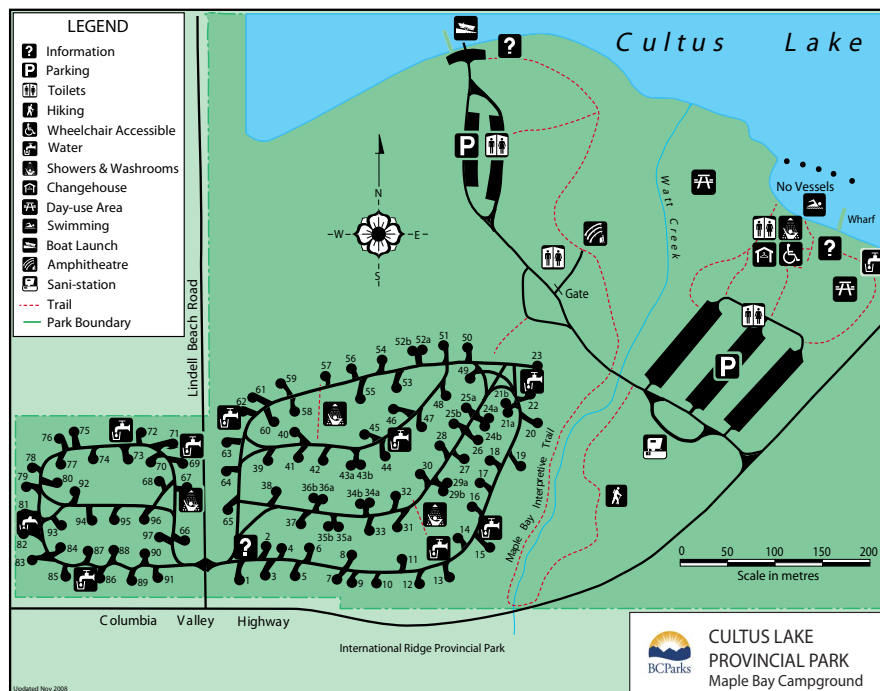 LEGEND
? Information
P Parking
Toilets
Hiking
Wheelchair Accessible
Water
Showers & Washrooms
Changehouse
Day-use Area
Swimming
Boat Launch
Amphitheatre
Sani-station
Trail
Park Boundary
Cultus Lake
?
P
N
W
E
S
Watt Creek
No Vessels
Wharf
?
Gate
P
Lindell Beach Road
Maple Bay Interpretive Trail
52b 52a 51 50
54
56
57
59
61
62
58
55
53
49
48
23
22
21b
21a
20
25a
24a
25b
24b
47
46
45
44
43a 43b
42
41
40
60
63
39
64
28
26
27
18
17
19
30
29a
29b
16
38
36b 36a
34b 34a
32
37
35b 35a
33
31
65
14
15
?
2
4
6
8
11
1
3
5
7
9
10
12
13
75
76
72
71
78
77
74
73
70
69
79
80
68
67
81
92
93
94
95
96
97
66
82
83
84
87
88
90
85
86
89
91
0 50 100 150 200
Scale in metres
Columbia Valley Highway
International Ridge Provincial Park
BCParks
CULTUS LAKE
PROVINCIAL PARK
Maple Bay Campground
Updated Nov 2008